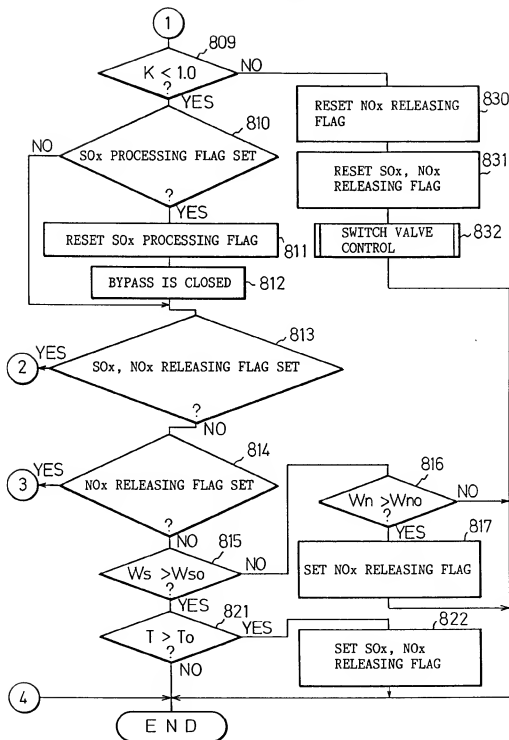 1
809
K < 1.0
?
NO
YES
810
NO
SOx PROCESSING FLAG SET
?
YES
RESET SOx PROCESSING FLAG
811
BYPASS IS CLOSED
812
RESET NOx RELEASING
FLAG
830
RESET SOx, NOx
RELEASING FLAG
831
SWITCH VALVE
CONTROL
832
813
2
YES
SOx, NOx RELEASING FLAG SET
?
NO
814
3
YES
NOx RELEASING FLAG SET
?
NO
815
Ws >Wso
?
NO
YES
816
Wn >Wno
?
NO
YES
817
SET NOx RELEASING FLAG
821
T > To
?
YES
NO
822
SET SOx, NOx
RELEASING FLAG
4
END